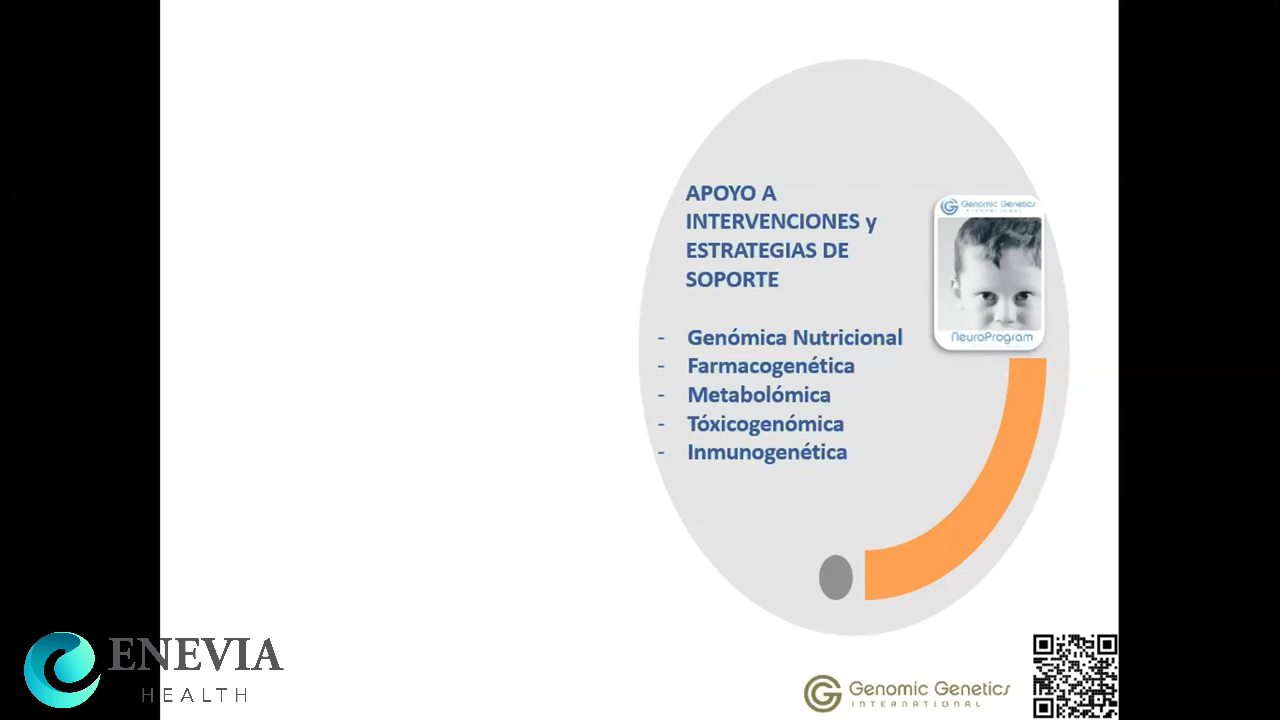 APOYO A
INTERVENCIONES y
ESTRATEGIAS DE
SOPORTE
- Genómica Nutricional
- Farmacogenética
- Metabolómica
- Tóxicogenómica
- Inmunogenética
Genomic Genetics
INTERNATIONAL
NeuroProgram
ENEVIA
HEALTH
Genomic Genetics
INTERNATIONAL